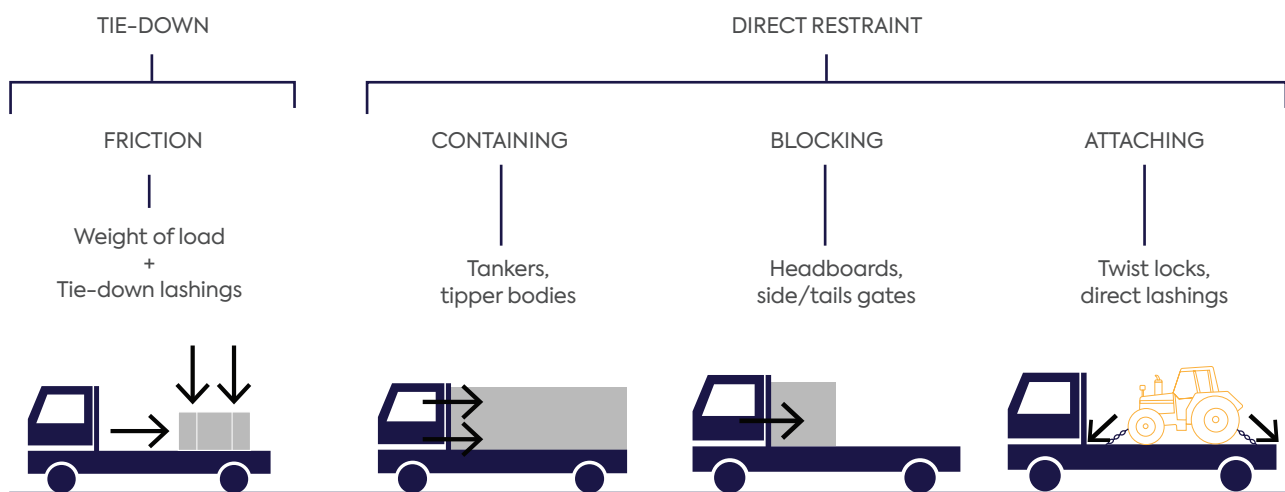 TIE-DOWN
DIRECT RESTRAINT
FRICTION
CONTAINING
BLOCKING
ATTACHING
Weight of load
+
Tie-down lashings
Tankers,
tipper bodies
Headboards,
side/tails gates
Twist locks,
direct lashings